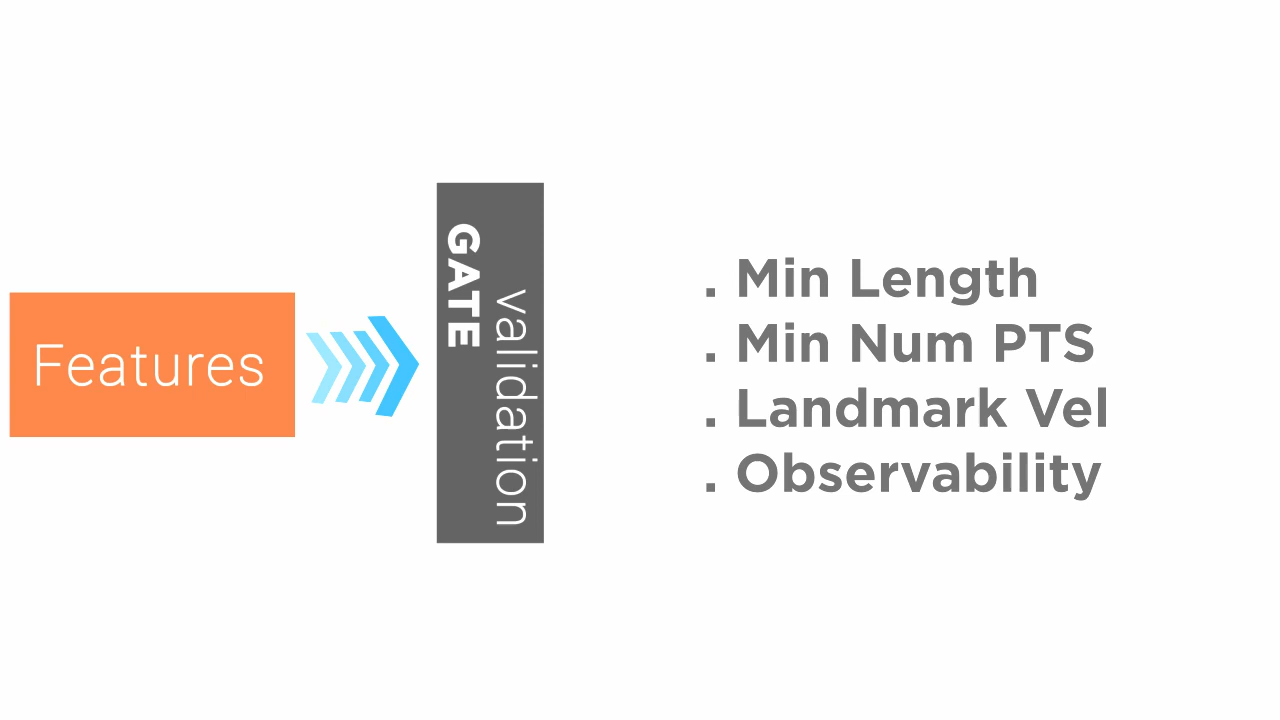 Features
GATE
validation
. Min Length
. Min Num PTS
. Landmark Vel
. Observability